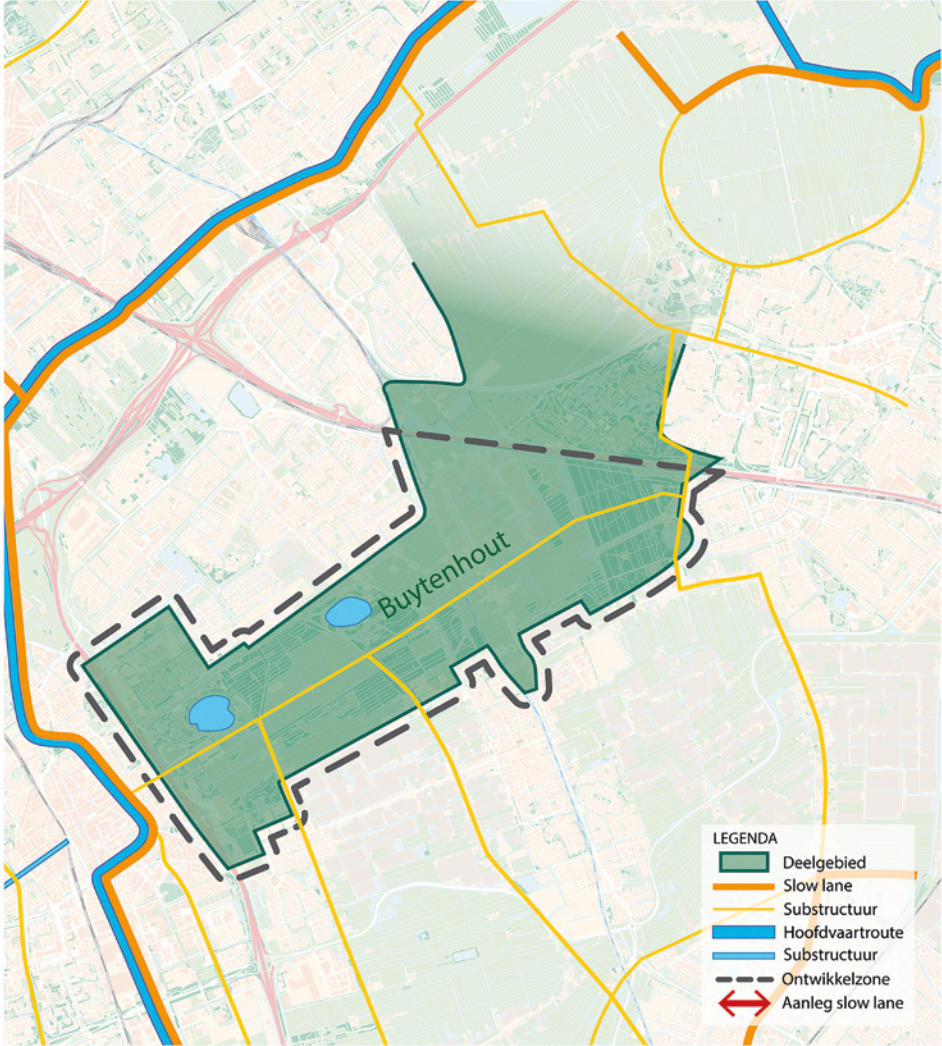 Buytenhout
LEGENDA
Deelgebied
Slow lane
Substructuur
Hoofdvaartroute
Substructuur
Ontwikkelzone
Aanleg slow lane